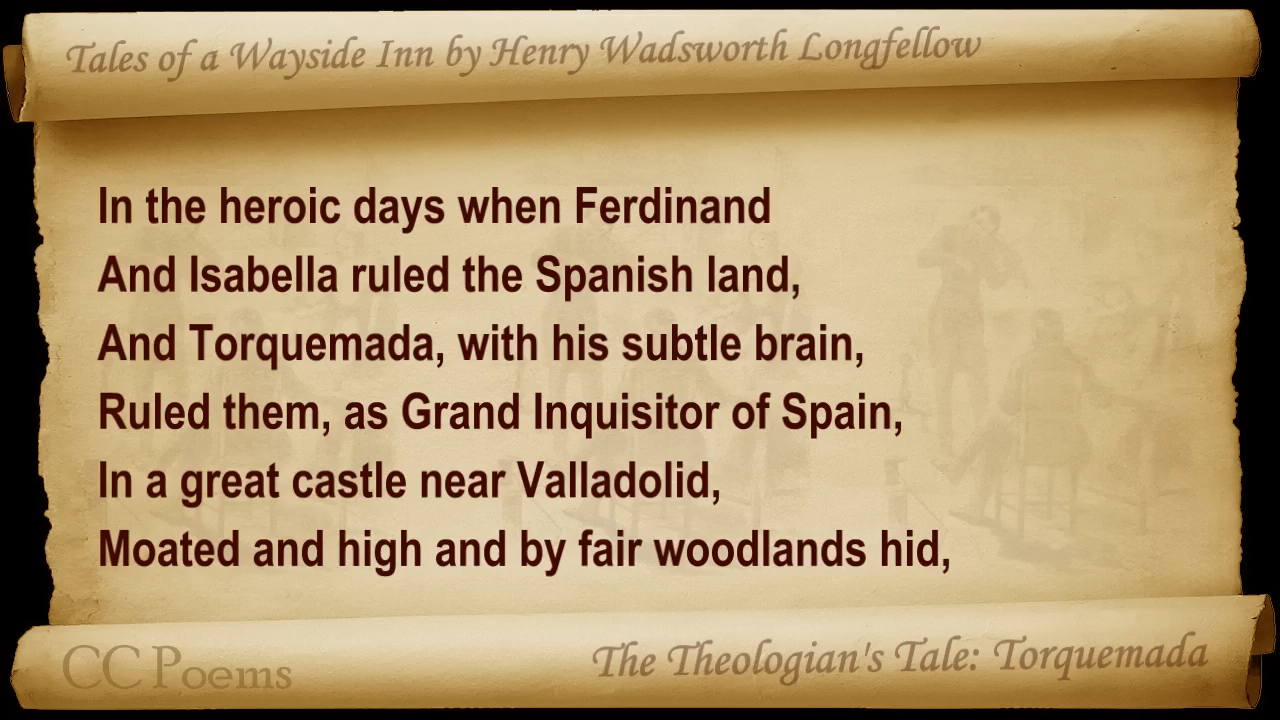 Tales of a Wayside Inn by Henry Wadsworth Longfellow
In the heroic days when Ferdinand
And Isabella ruled the Spanish land,
And Torquemada, with his subtle brain,
Ruled them, as Grand Inquisitor of Spain,
In a great castle near Valladolid,
Moated and high and by fair woodlands hid,
CC Poems
The Theologian's Tale: Torquemada